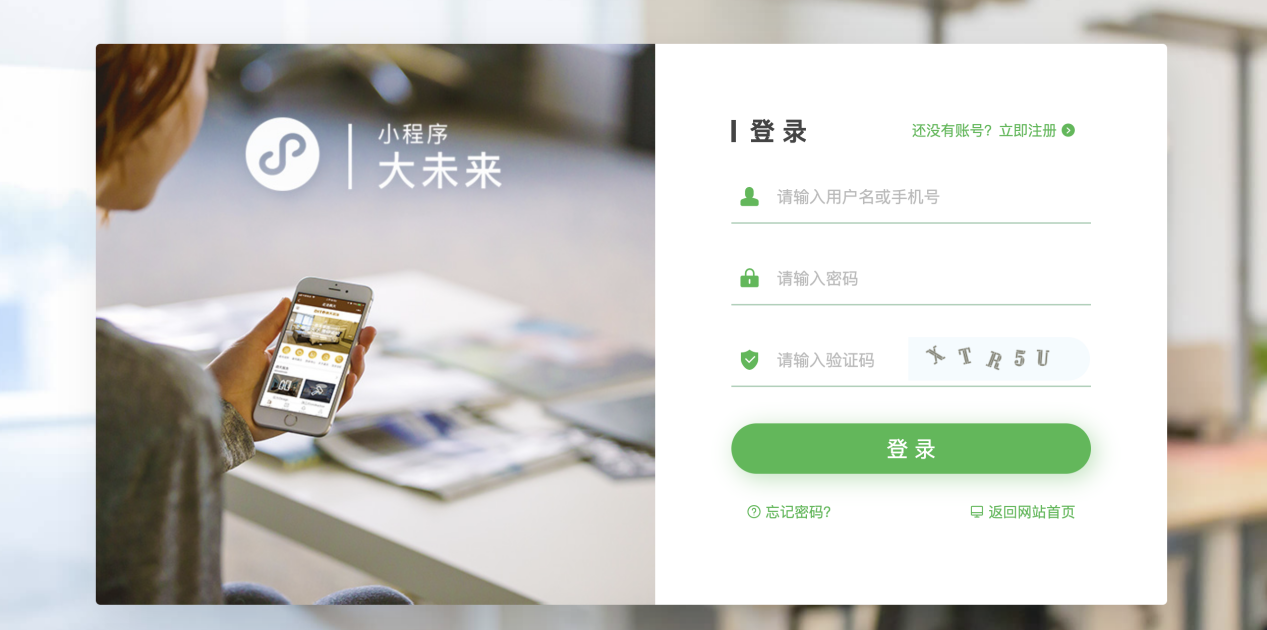 小程序
大未来
登录
还没有账号? 立即注册
请输入用户名或手机号
请输入密码
请输入验证码
XTR5U
登录
忘记密码?
返回网站首页